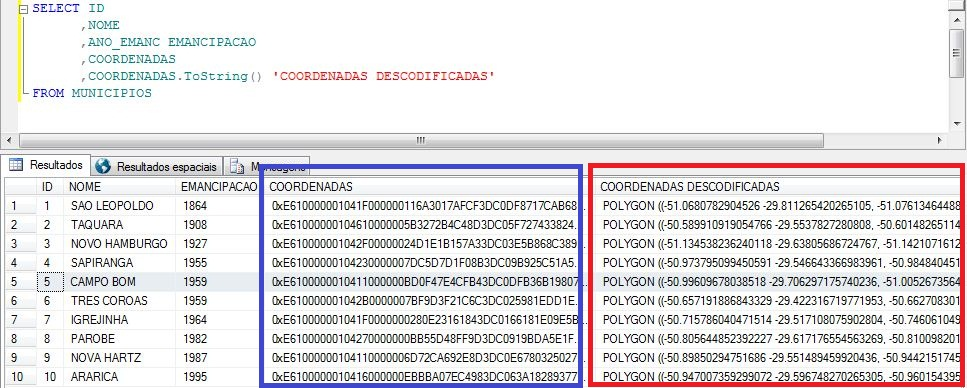 SELECT ID
,NOME
,ANO_EMANC EMANCIPACAO
,COORDENADAS
,COORDENADAS.ToString() 'COORDENADAS DESCODIFICADAS'
FROM MUNICIPIOS
Resultados Resultados espaciais
ID NOME EMANCIPACAO COORDENADAS COORDENADAS DESCODIFICADAS
1 1 SAO LEOPOLDO 1864 0xE610000001041F000000116A3017AFCF3DC0DF8717CAB68... POLYGON ((-51.0680782904526 -29.811265420265105, -51.07613464488
2 2 TAQUARA 1908 0xE6100000010461000005B3272B4C48D3DC05F727433824... POLYGON ((-50.589910919054766 -29.5537827280808, -50.60148265114
3 3 NOVO HAMBURGO 1927 0xE610000001042F00000024D1E1B157A33DC03E5B868C389... POLYGON ((-51.134538236240118 -29.638056867247​67, -51.1421071612
4 4 SAPIRANGA 1955 0xE610000001042300000​07DC5D7D1F08B3DC09B925C51A5... POLYGON ((-50.973795099450591 -29.546643366983961, -50.984840451
5 5 CAMPO BOM 1959 0xE6100000010411000000BD0F47E4CFB43DC0DFB36B19807... POLYGON ((-50.99609678038518 -29.706297175740236, -51.0052673564
6 6 TRES COROAS 1959 0xE610000001042B0000007BF9D3F21C6C3DC025981EDD1E... POLYGON ((-50.657191886843329 -29.422316719771953, -50.662708301
7 7 IGREJINHA 1964 0xE610000001041F000000280E23161843DC0166181E09E5B... POLYGON ((-50.715786040471514 -29.517108075902804, -50.746061049
8 8 PAROBE 1982 0xE6100000010427000000BB55D48FF9D3DC0919BDA5E1F... POLYGON ((-50.805644852392227 -29.617176554563269, -50.810098201
9 9 NOVA HARTZ 1987 0xE61000000104110000006D72CA692E8D3DC0E6780325027... POLYGON ((-50.89850294751686 -29.551489459920436, -50.9442151745
10 10 ARARICA 1995 0xE6100000010416000000EBBBA07EC4983DC063A18289377... POLYGON ((-50.947007359299072 -29.596748270265305, -50.960154395